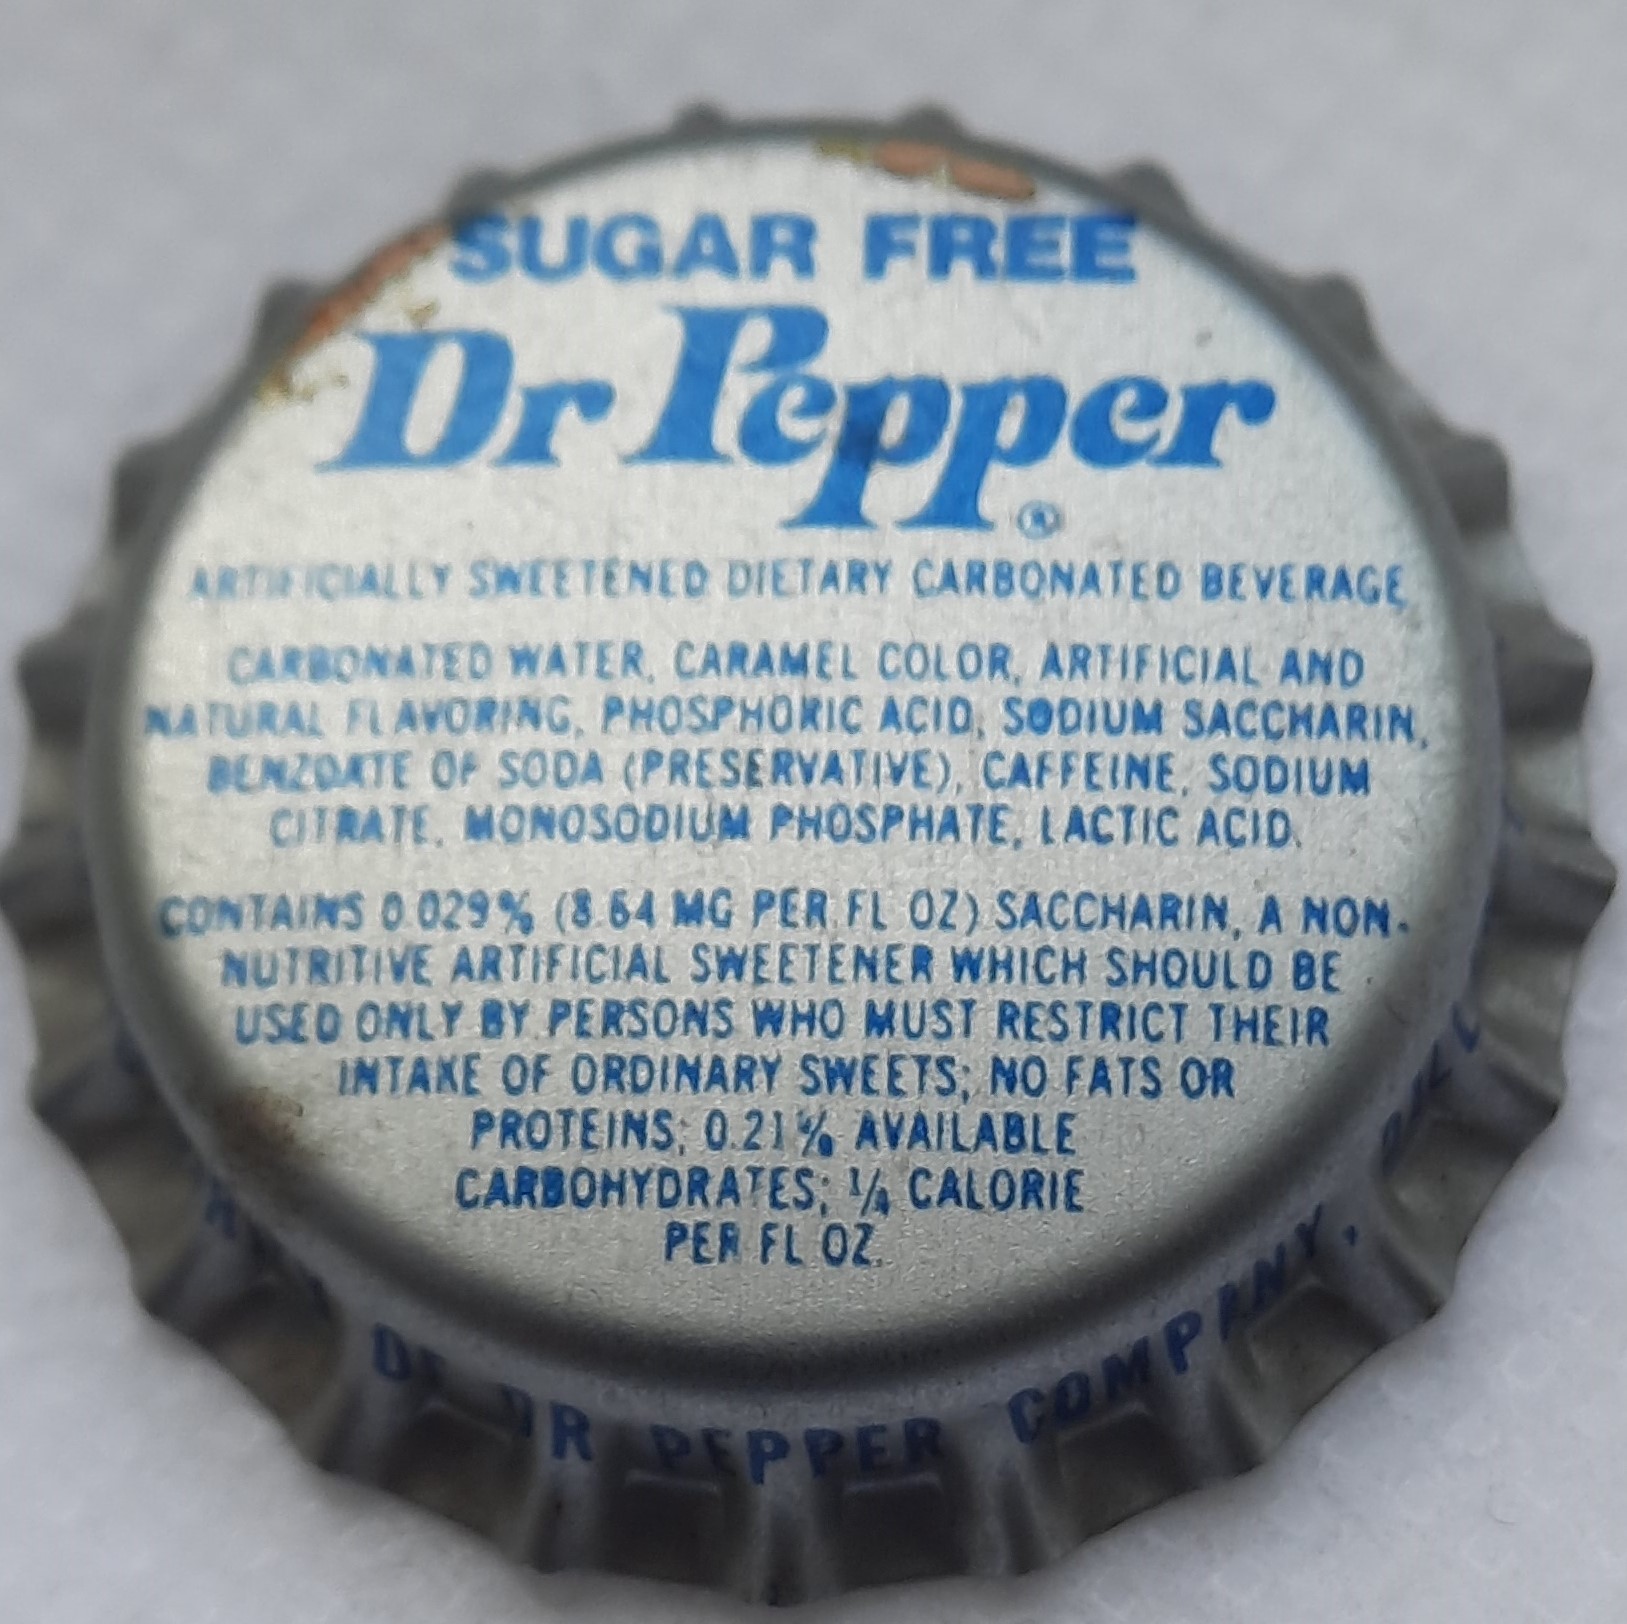 SUGAR FREE
Dr Pepper
®
ARTIFICIALLY SWEETENED DIETARY CARBONATED BEVERAGE
CARBONATED WATER, CARAMEL COLOR, ARTIFICIAL AND
NATURAL FLAVORING, PHOSPHORIC ACID, SODIUM SACCHARIN,
BENZOATE OF SODA (PRESERVATIVE), CAFFEINE, SODIUM
CITRATE, MONOSODIUM PHOSPHATE, LACTIC ACID.
CONTAINS 0.029% (8.64 MG PER FL OZ) SACCHARIN, A NON-
NUTRITIVE ARTIFICIAL SWEETENER WHICH SHOULD BE
USED ONLY BY PERSONS WHO MUST RESTRICT THEIR
INTAKE OF ORDINARY SWEETS; NO FATS OR
PROTEINS; 0.21% AVAILABLE
CARBOHYDRATES; 1/4 CALORIE
PER FL OZ.
OF DR PEPPER COMPANY,